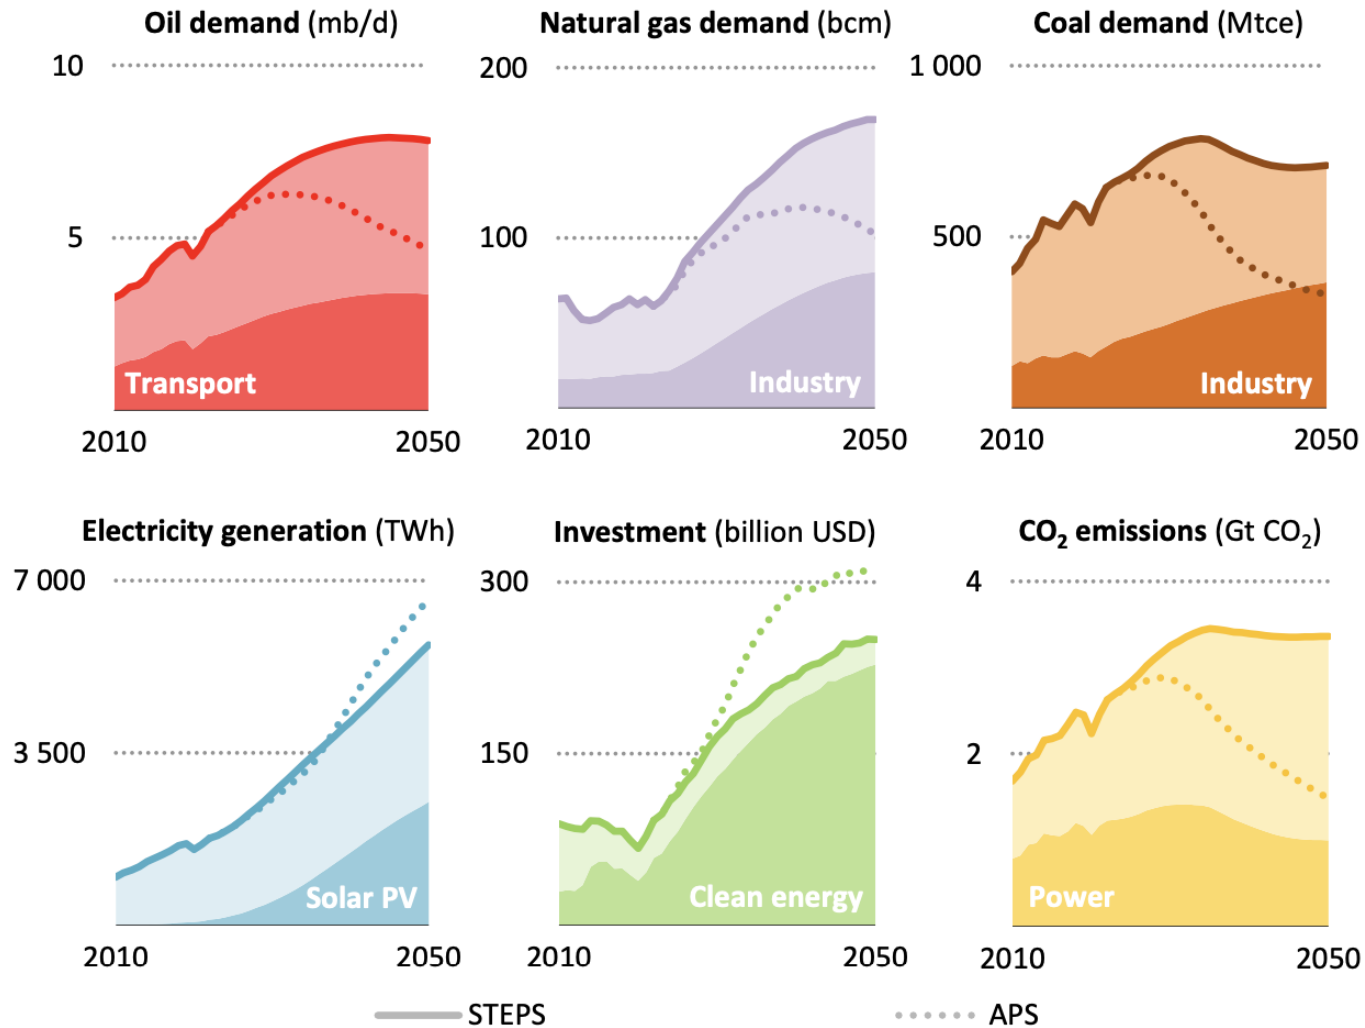 Oil demand (mb/d)
Natural gas demand (bcm)
Coal demand (Mtce)
10
5
Transport
2010
2050
200
100
Industry
2010
2050
1 000
500
Industry
2010
2050
Electricity generation (TWh)
Investment (billion USD)
CO₂ emissions (Gt CO₂)
7 000
3 500
Solar PV
2010
2050
300
150
Clean energy
2010
2050
4
2
Power
2010
2050
STEPS
APS